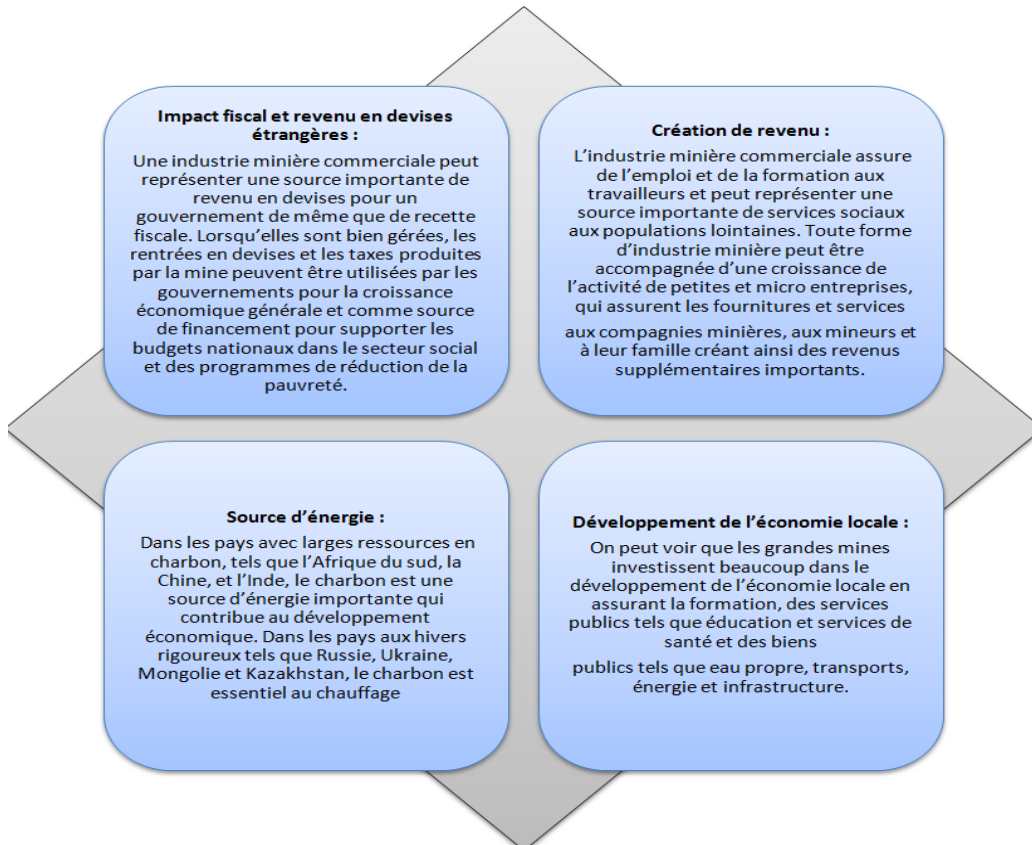 Impact fiscal et revenu en devises
étrangères :
Une industrie minière commerciale peut
représenter une source importante de
revenu en devises pour un
gouvernement de même que de recette
fiscale. Lorsqu’elles sont bien gérées, les
rentrées en devises et les taxes produites
par la mine peuvent être utilisées par les
gouvernements pour la croissance
économique générale et comme source
de financement pour supporter les
budgets nationaux dans le secteur social
et des programmes de réduction de la
pauvreté.
Création de revenu :
L’industrie minière commerciale assure
de l’emploi et de la formation aux
travailleurs et peut représenter une
source importante de services sociaux
aux populations lointaines. Toute forme
d’industrie minière peut être
accompagnée d’une croissance de
l’activité de petites et micro entreprises,
qui assurent les fournitures et services
aux compagnies minières, aux mineurs et
à leur famille créant ainsi des revenus
supplémentaires importants.
Source d’énergie :
Dans les pays avec larges ressources en
charbon, tels que l’Afrique du sud, la
Chine, et l’Inde, le charbon est une
source d’énergie importante qui
contribue au développement
économique. Dans les pays aux hivers
rigoureux tels que Russie, Ukraine,
Mongolie et Kazakhstan, le charbon est
essentiel au chauffage
Développement de l’économie locale :
On peut voir que les grandes mines
investissent beaucoup dans le
développement de l’économie locale en
assurant la formation, des services
publics tels que éducation et services de
santé et des biens
publics tels que eau propre, transports,
énergie et infrastructure.